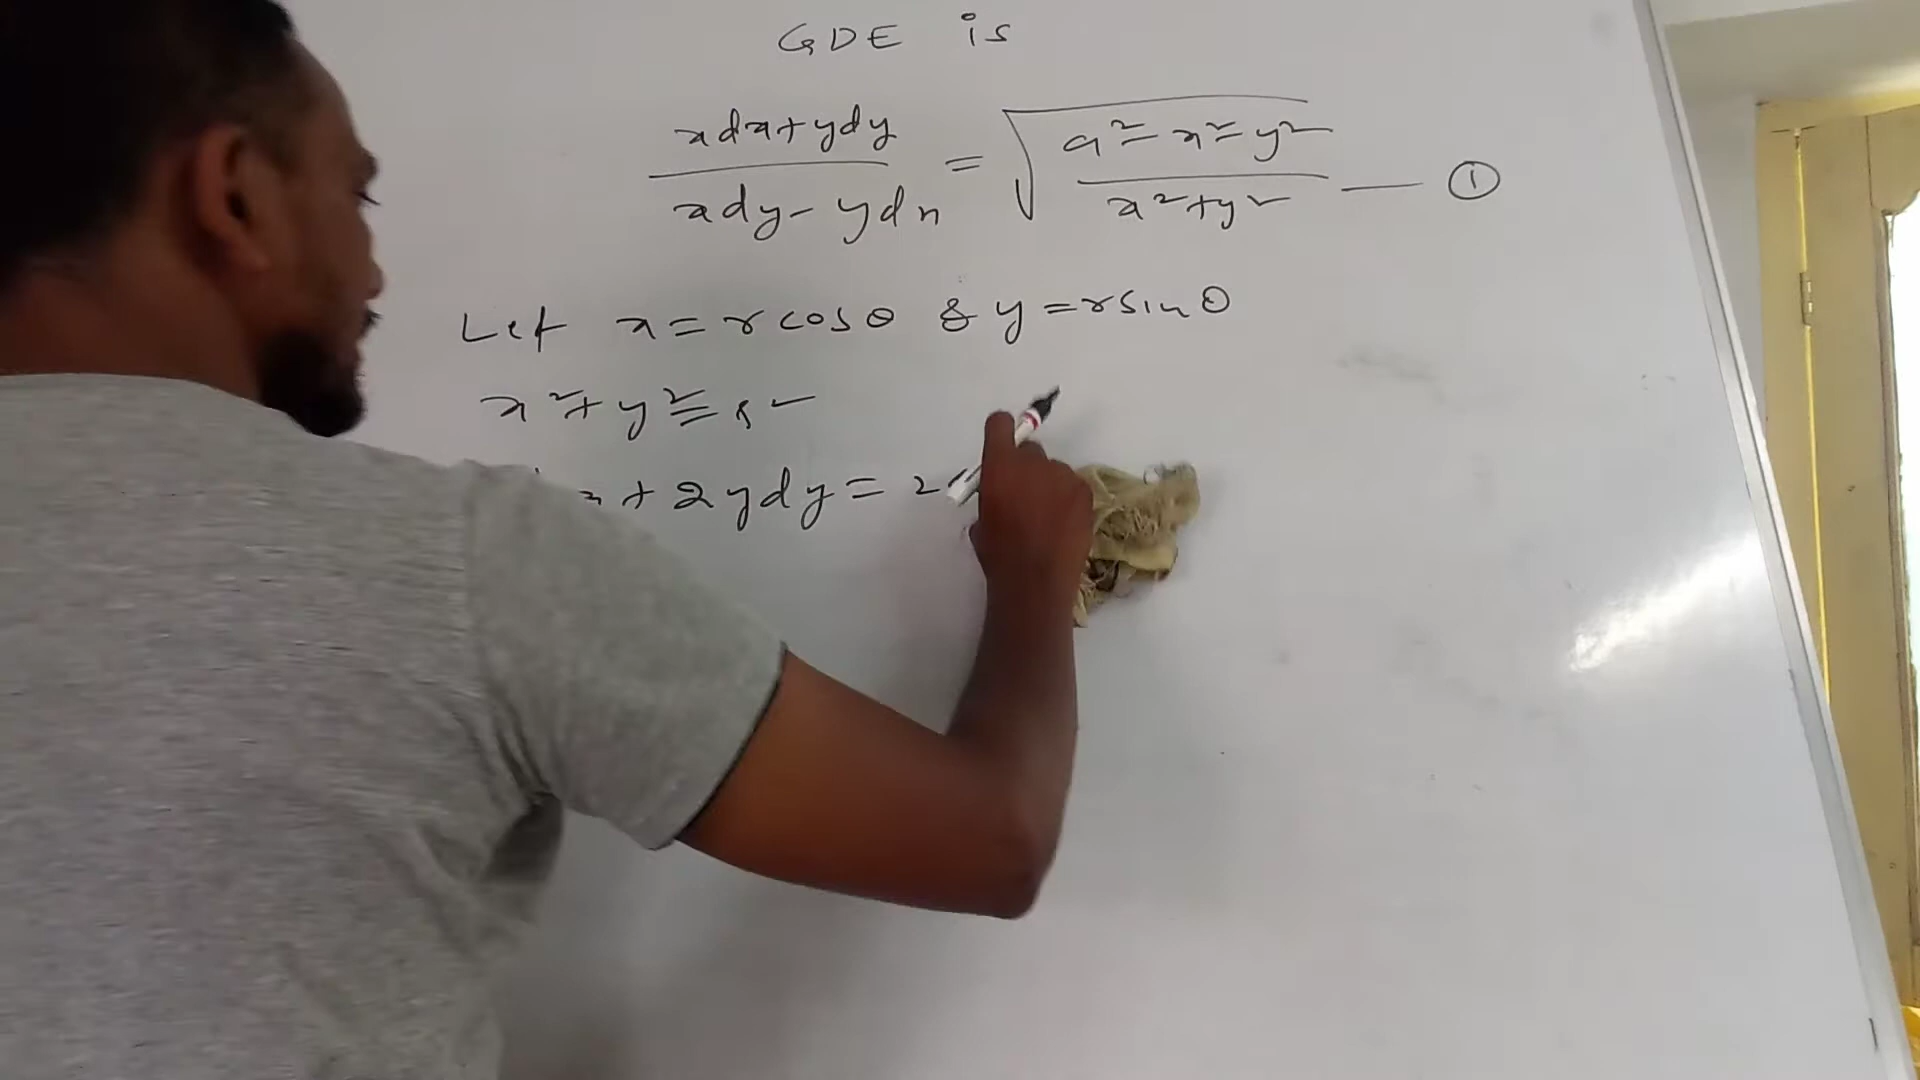 GDE is
xdx+ydy / xdy-ydx = √(a²-x²-y² / x²+y²) — ①
Let x=rcosθ & y=rsinθ
x²+y²=r²
+2ydy=2